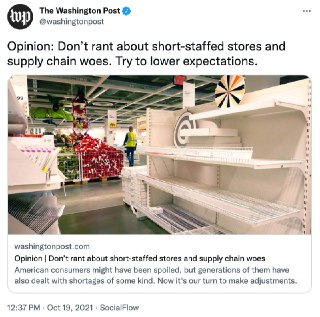 The Washington Post
@washingtonpost
Opinion: Don't rant about short-staffed stores and
supply chain woes. Try to lower expectations.
washingtonpost.com
Opinion | Don't rant about short-staffed stores and supply chain woes
American consumers might have been spoiled, but generations of them have
also dealt with shortages of some kind. Now it's our turn to make adjustments.
12:37 PM · Oct 19, 2021 · SocialFlow